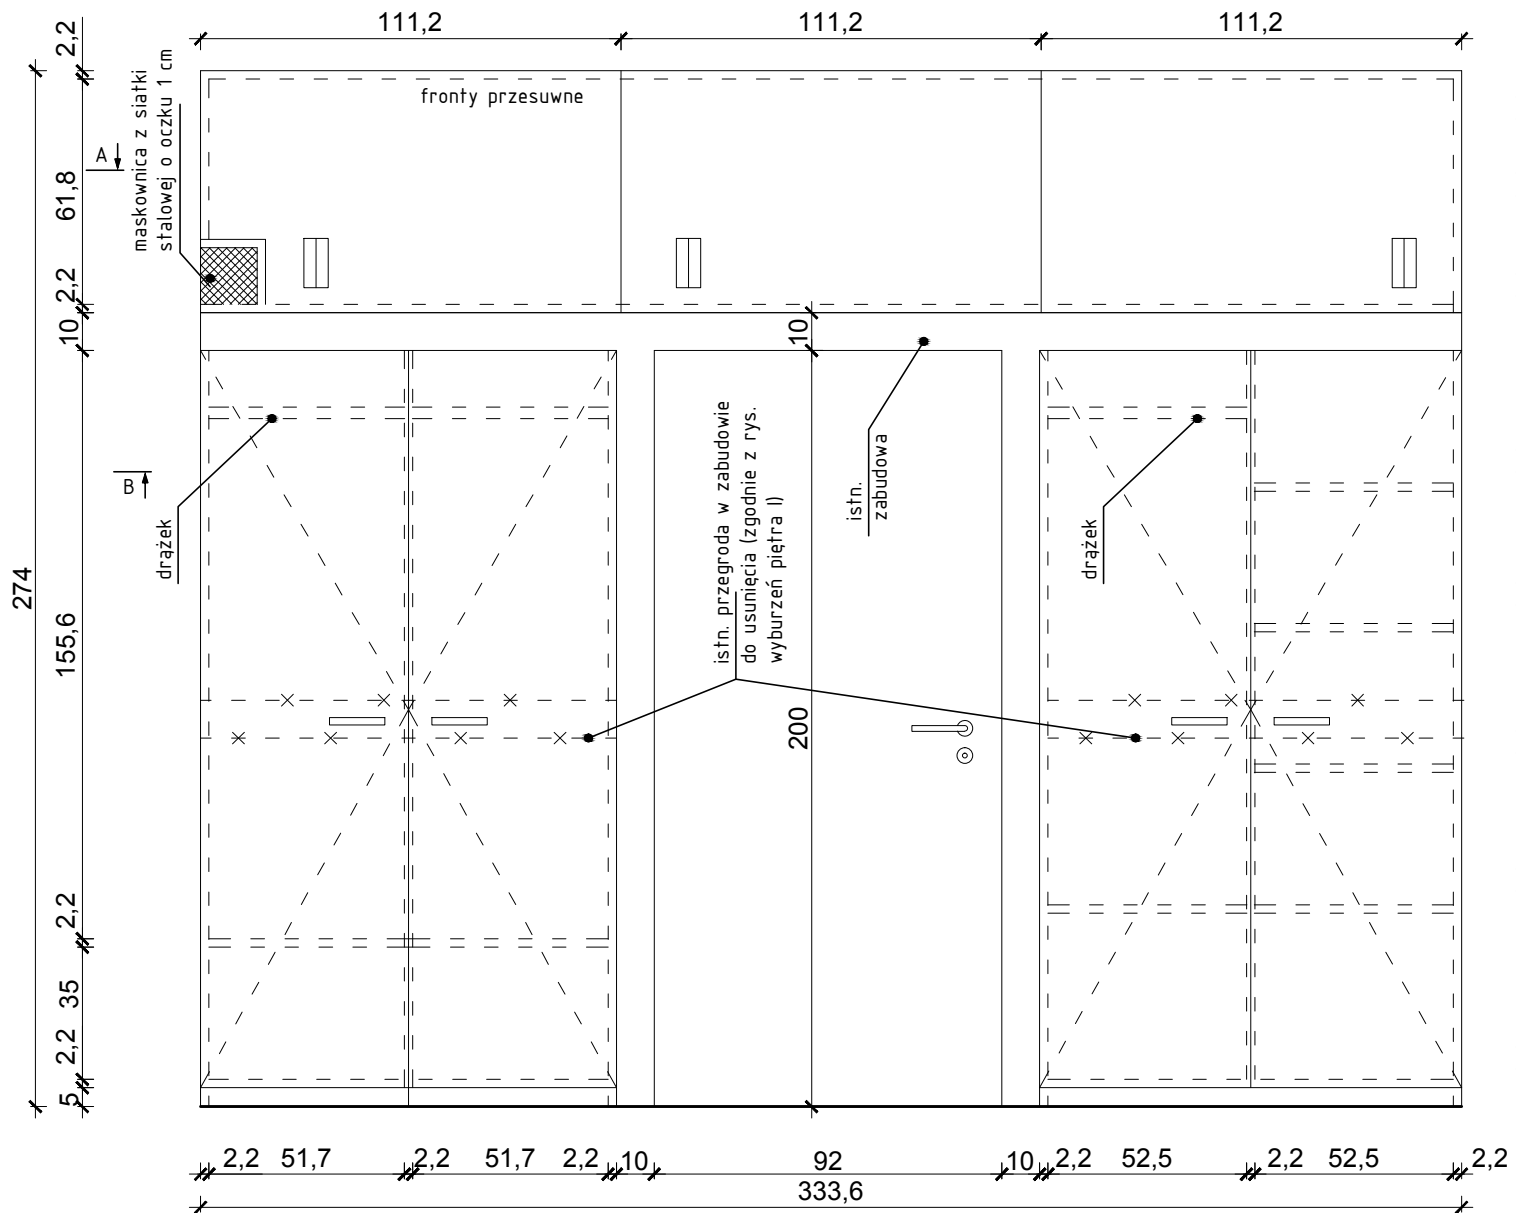 111,2
111,2
111,2
2,2
61,8
2,2
10
155,6
2,2
35
2,2
5
274
maskownica z siatki
stalowej o oczku 1 cm
fronty przesuwne
A
B
10
200
drążek
istn. przegroda w zabudowie
do usunięcia (zgodnie z rys.
wyburzeń piętra I)
istn.
zabudowa
drążek
2,2
51,7
2,2
51,7
2,2
10
92
10
2,2
52,5
2,2
52,5
2,2
333,6